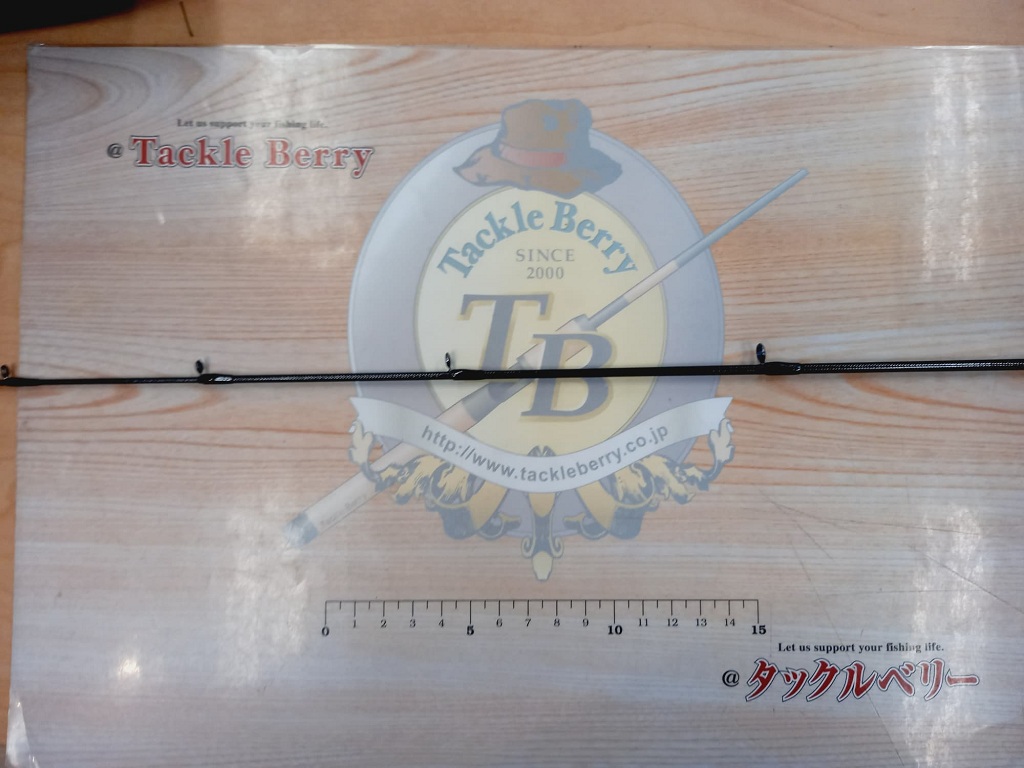 Let us support your fishing life.
@ Tackle Berry
Tackle Berry
SINCE
2000
TB
http://www.tackleberry.co.jp
0 1 2 3 4 5 6 7 8 9 10 11 12 13 14 15
Let us support your fishing life.
@ タックルベリー